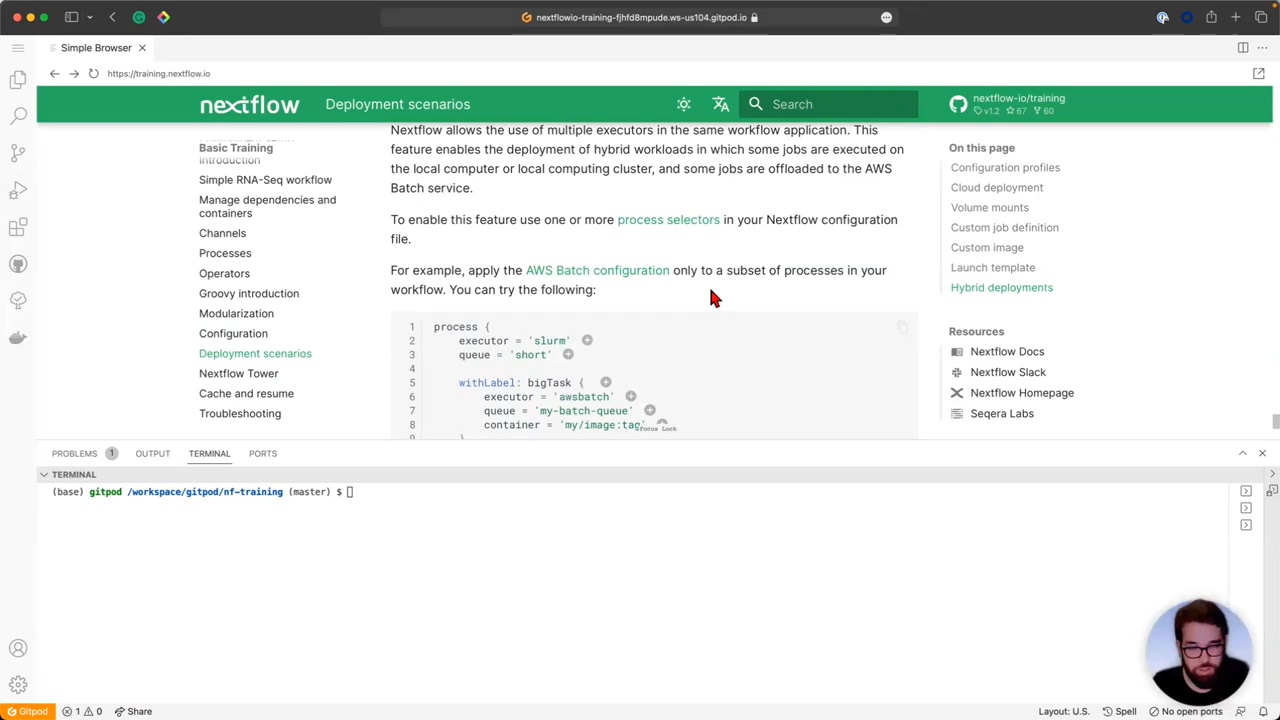 nextflowio-training-fjhfd8mpude.ws-us104.gitpod.io
Simple Browser
https://training.nextflow.io
nextflow
Deployment scenarios
Search
nextflow-io/training
v1.2 67 60
Basic Training
introduction
Simple RNA-Seq workflow
Manage dependencies and
containers
Channels
Processes
Operators
Groovy introduction
Modularization
Configuration
Deployment scenarios
Nextflow Tower
Cache and resume
Troubleshooting
Nextflow allows the use of multiple executors in the same workflow application. This
feature enables the deployment of hybrid workloads in which some jobs are executed on
the local computer or local computing cluster, and some jobs are offloaded to the AWS
Batch service.
To enable this feature use one or more process selectors in your Nextflow configuration
file.
For example, apply the AWS Batch configuration only to a subset of processes in your
workflow. You can try the following:
1 process {
2 executor = 'slurm'
3 queue = 'short'
4
5 withLabel: bigTask {
6 executor = 'awsbatch'
7 queue = 'my-batch-queue'
8 container = 'my/image:tag'
9 }
Focus Lock
On this page
Configuration profiles
Cloud deployment
Volume mounts
Custom job definition
Custom image
Launch template
Hybrid deployments
Resources
Nextflow Docs
Nextflow Slack
Nextflow Homepage
Seqera Labs
PROBLEMS 1 OUTPUT TERMINAL PORTS
TERMINAL
(base) gitpod /workspace/gitpod/nf-training (master) $
Gitpod 1 0 Share
Layout: U.S. Spell No open ports